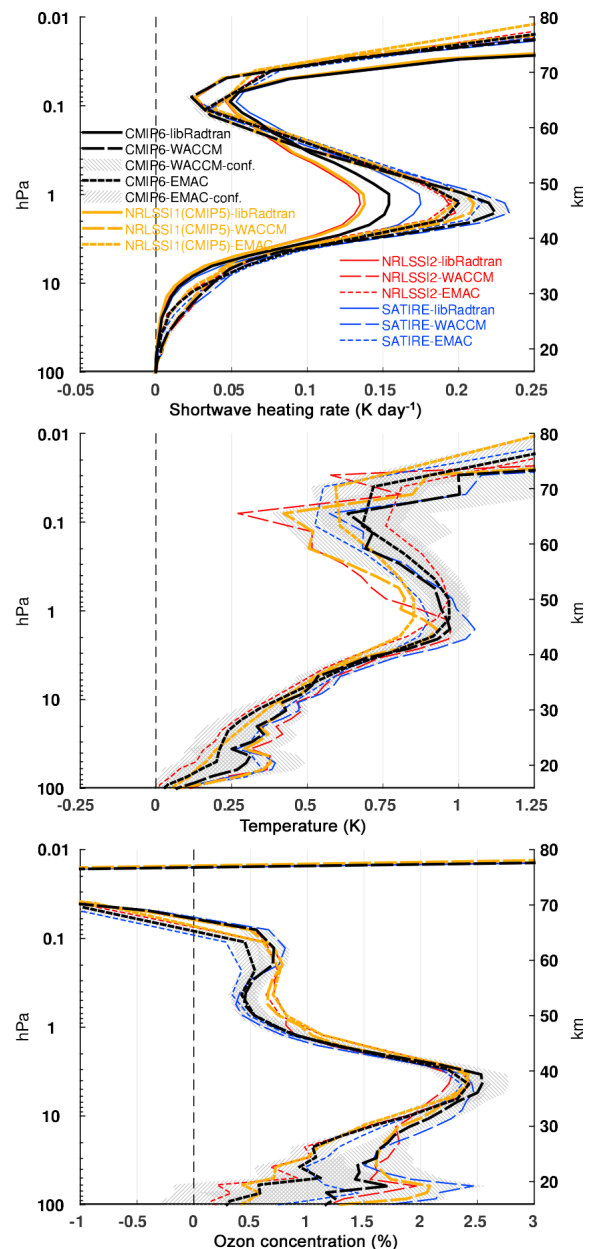 0.01
0.1
1
10
100
hPa
80
70
60
50
40
30
20
km
CMIP6-libRadtran
CMIP6-WACCM
CMIP6-WACCM-conf.
CMIP6-EMAC
CMIP6-EMAC-conf.
NRLSSI1(CMIP5)-libRadtran
NRLSSI1(CMIP5)-WACCM
NRLSSI1(CMIP5)-EMAC
NRLSSI2-libRadtran
NRLSSI2-WACCM
NRLSSI2-EMAC
SATIRE-libRadtran
SATIRE-WACCM
SATIRE-EMAC
-0.05 0 0.05 0.1 0.15 0.2 0.25
Shortwave heating rate (K day-1)
0.01
0.1
1
10
100
hPa
80
70
60
50
40
30
20
km
-0.25 0 0.25 0.5 0.75 1 1.25
Temperature (K)
0.01
0.1
1
10
100
hPa
80
70
60
50
40
30
20
km
-1 0 0.5 1 1.5 2 2.5 3
Ozon concentration (%)